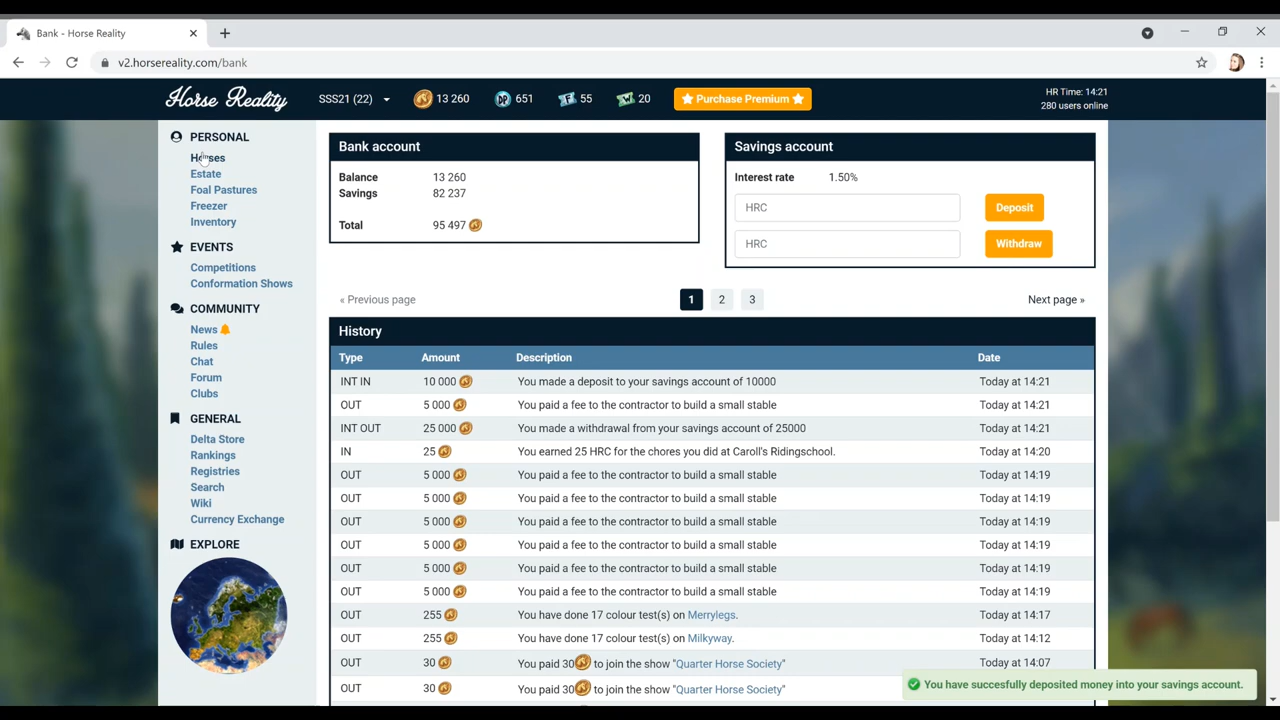 Bank - Horse Reality
v2.horsereality.com/bank
Horse Reality
SSS21 (22)
13 260
DP 651
F 55
W 20
Purchase Premium
HR Time: 14:21
280 users online
PERSONAL
Horses
Estate
Foal Pastures
Freezer
Inventory
EVENTS
Competitions
Conformation Shows
COMMUNITY
News
Rules
Chat
Forum
Clubs
GENERAL
Delta Store
Rankings
Registries
Search
Wiki
Currency Exchange
EXPLORE
Bank account
Balance 13 260
Savings 82 237
Total 95 497
Savings account
Interest rate 1.50%
HRC Deposit
HRC Withdraw
« Previous page 1 2 3 Next page »
History
Type Amount Description Date
INT IN 10 000 You made a deposit to your savings account of 10000 Today at 14:21
OUT 5 000 You paid a fee to the contractor to build a small stable Today at 14:21
INT OUT 25 000 You made a withdrawal from your savings account of 25000 Today at 14:21
IN 25 You earned 25 HRC for the chores you did at Caroll's Ridingschool. Today at 14:20
OUT 5 000 You paid a fee to the contractor to build a small stable Today at 14:19
OUT 5 000 You paid a fee to the contractor to build a small stable Today at 14:19
OUT 5 000 You paid a fee to the contractor to build a small stable Today at 14:19
OUT 5 000 You paid a fee to the contractor to build a small stable Today at 14:19
OUT 5 000 You paid a fee to the contractor to build a small stable Today at 14:19
OUT 5 000 You paid a fee to the contractor to build a small stable Today at 14:19
OUT 255 You have done 17 colour test(s) on Merrylegs. Today at 14:17
OUT 255 You have done 17 colour test(s) on Milkyway. Today at 14:12
OUT 30 You paid 30 to join the show "Quarter Horse Society" Today at 14:07
OUT 30 You paid 30 to join the show "Quarter Horse Society"
You have succesfully deposited money into your savings account.